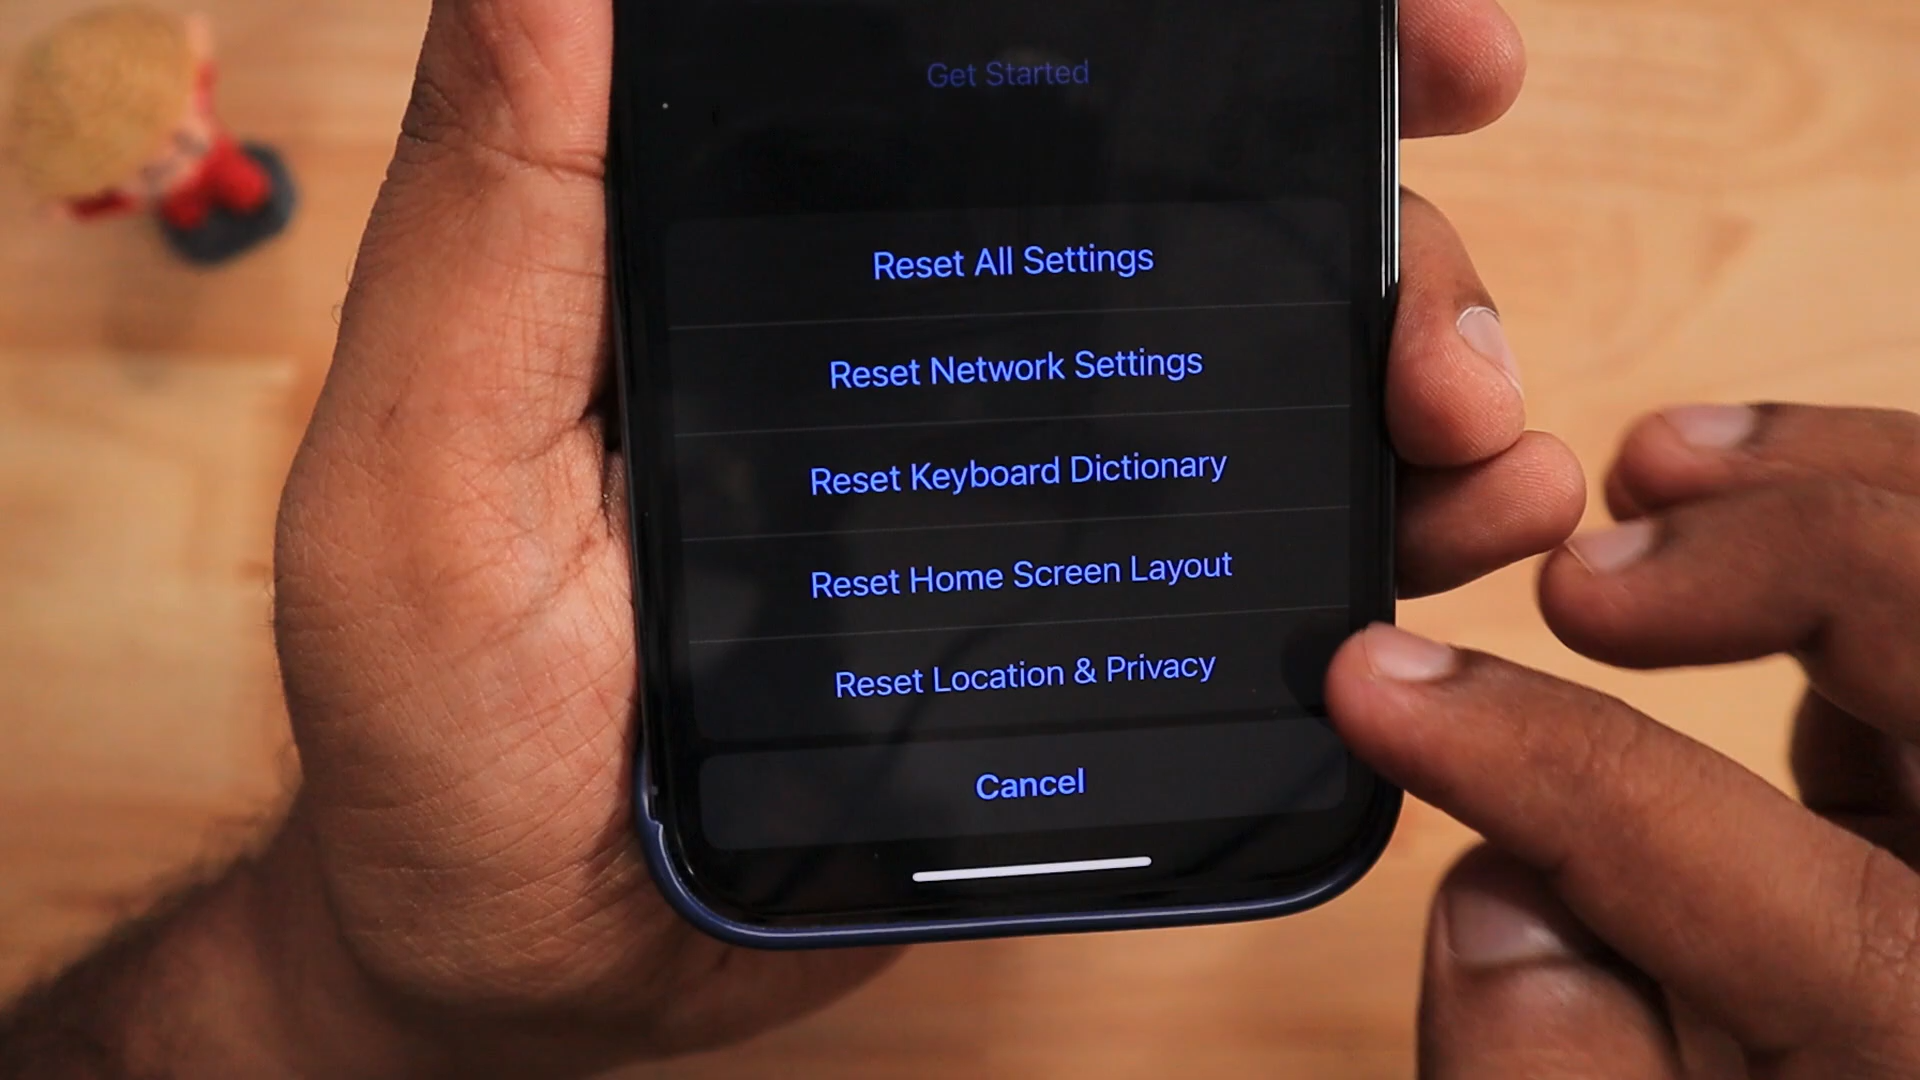 Get Started
Reset All Settings
Reset Network Settings
Reset Keyboard Dictionary
Reset Home Screen Layout
Reset Location & Privacy
Cancel